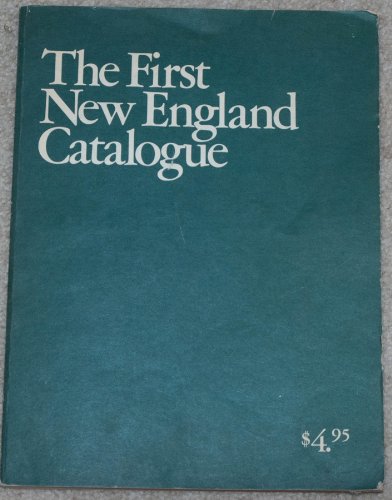 The First
New England
Catalogue
$4.95